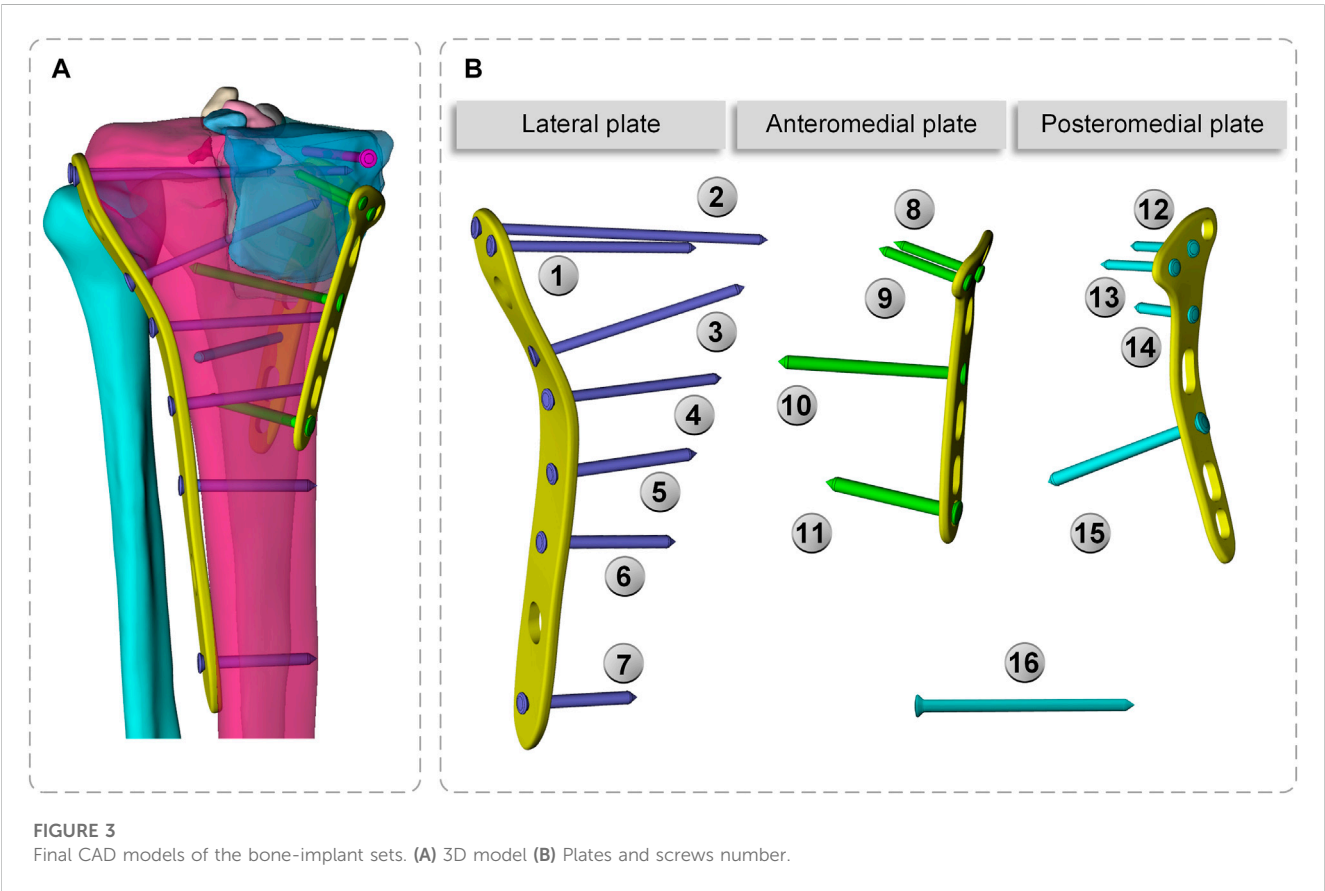 A
B
Lateral plate
Anteromedial plate
Posteromedial plate
2
8
12
1
9
13
3
14
4
10
5
11
15
6
7
16
FIGURE 3
Final CAD models of the bone-implant sets. (A) 3D model (B) Plates and screws number.